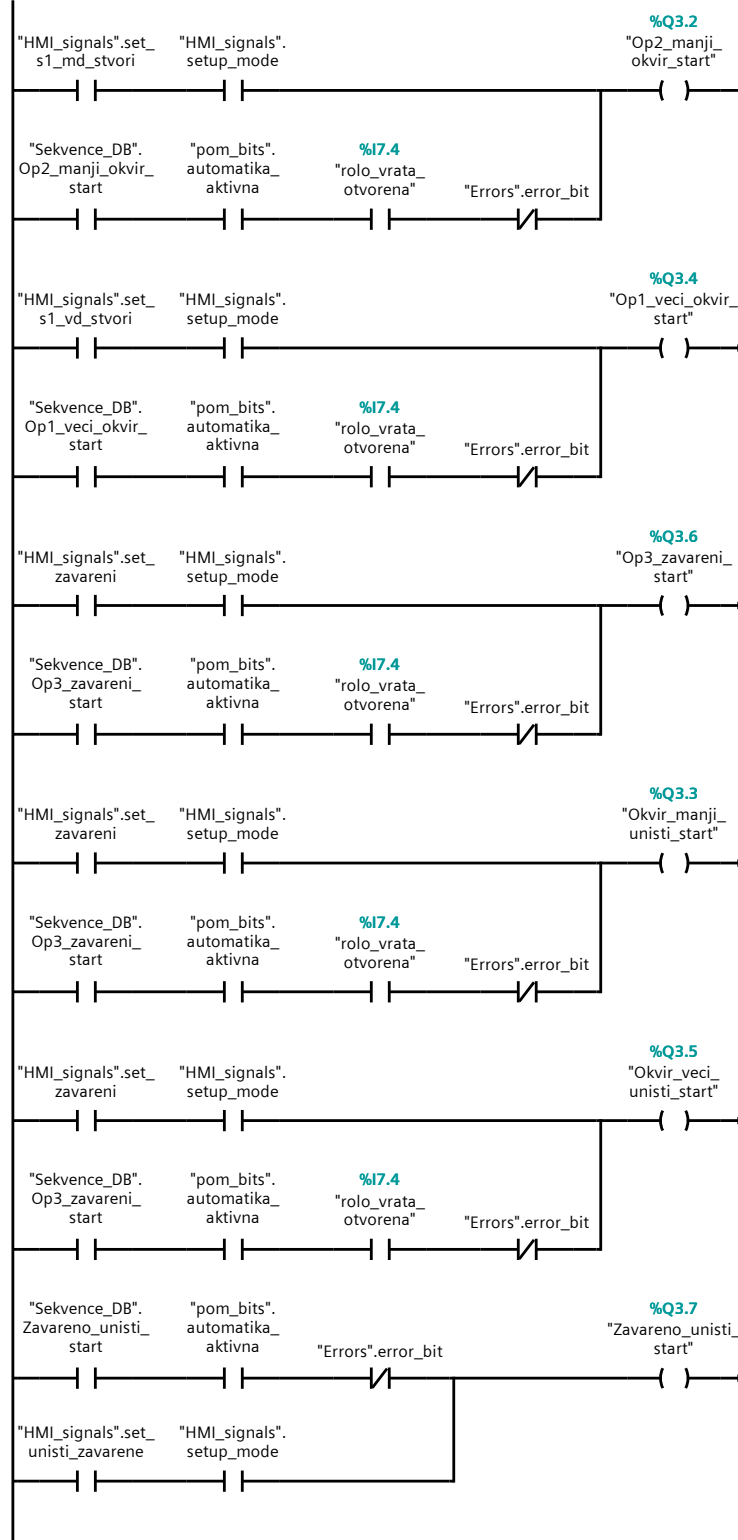 %Q3.2
"HMI_signals".set_ "HMI_signals". "Op2_manji_
s1_md_stvori setup_mode okvir_start"
"Sekvence_DB". "pom_bits". %I7.4
Op2_manji_okvir_ automatika_ "rolo_vrata_
start aktivna otvorena" "Errors".error_bit
%Q3.4
"HMI_signals".set_ "HMI_signals". "Op1_veci_okvir_
s1_vd_stvori setup_mode start"
"Sekvence_DB". "pom_bits". %I7.4
Op1_veci_okvir_ automatika_ "rolo_vrata_
start aktivna otvorena" "Errors".error_bit
%Q3.6
"HMI_signals".set_ "HMI_signals". "Op3_zavareni_
zavareni setup_mode start"
"Sekvence_DB". "pom_bits". %I7.4
Op3_zavareni_ automatika_ "rolo_vrata_
start aktivna otvorena" "Errors".error_bit
%Q3.3
"HMI_signals".set_ "HMI_signals". "Okvir_manji_
zavareni setup_mode unisti_start"
"Sekvence_DB". "pom_bits". %I7.4
Op3_zavareni_ automatika_ "rolo_vrata_
start aktivna otvorena" "Errors".error_bit
%Q3.5
"HMI_signals".set_ "HMI_signals". "Okvir_veci_
zavareni setup_mode unisti_start"
"Sekvence_DB". "pom_bits". %I7.4
Op3_zavareni_ automatika_ "rolo_vrata_
start aktivna otvorena" "Errors".error_bit
"Sekvence_DB". "pom_bits". %Q3.7
Zavareno_unisti_ automatika_ "Zavareno_unisti_
start aktivna "Errors".error_bit start"
"HMI_signals".set_ "HMI_signals".
unisti_zavarene setup_mode